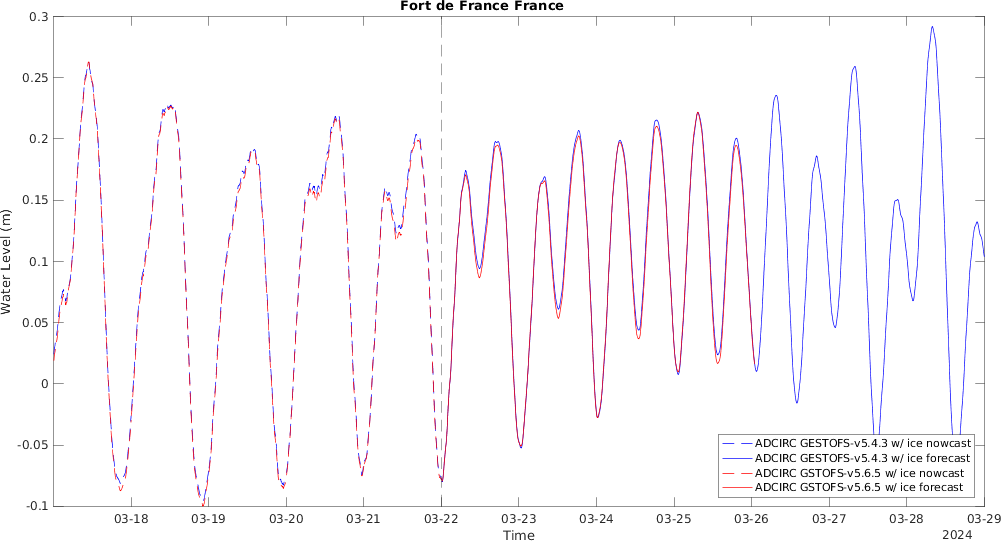 Fort de France France
0.3
0.25
0.2
0.15
0.1
0.05
0
-0.05
-0.1
Water Level (m)
ADCIRC GESTOFS-v5.4.3 w/ ice nowcast
ADCIRC GESTOFS-v5.4.3 w/ ice forecast
ADCIRC GSTOFS-v5.6.5 w/ ice nowcast
ADCIRC GSTOFS-v5.6.5 w/ ice forecast
03-18 03-19 03-20 03-21 03-22 03-23 03-24 03-25 03-26 03-27 03-28 03-29
Time
2024